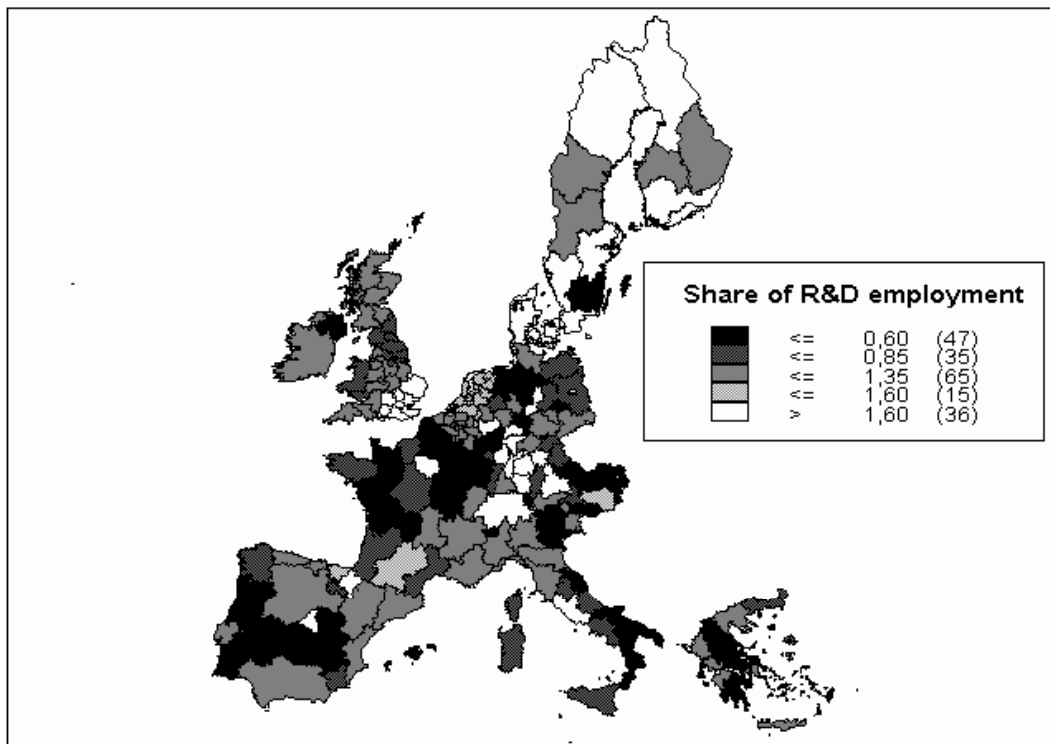 Share of R&D employment
<= 0,60 (47)
<= 0,85 (35)
<= 1,35 (65)
<= 1,60 (15)
> 1,60 (36)